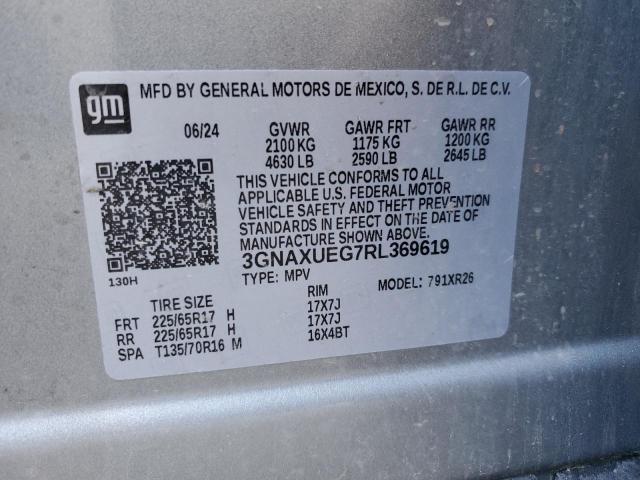 gm
MFD BY GENERAL MOTORS DE MEXICO, S. DE R.L. DE C.V.
06/24 GVWR GAWR FRT GAWR RR
2100 KG 1175 KG 1200 KG
4630 LB 2590 LB 2645 LB
THIS VEHICLE CONFORMS TO ALL
APPLICABLE U.S. FEDERAL MOTOR
VEHICLE SAFETY AND THEFT PREVENTION
STANDARDS IN EFFECT ON THE DATE OF
MANUFACTURE SHOWN ABOVE.
3GNAXUEG7RL369619
130H
TYPE: MPV MODEL: 791XR26
TIRE SIZE RIM
FRT 225/65R17 H 17X7J
RR 225/65R17 H 17X7J
SPA T135/70R16 M 16X4BT